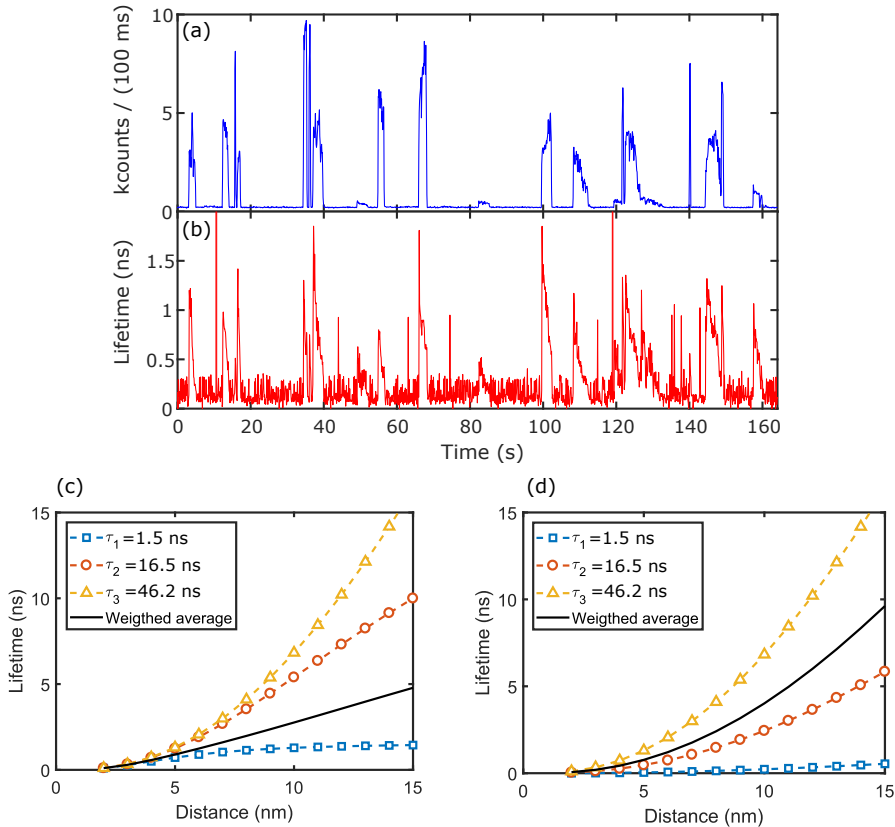 (a)
10
5
0
kcounts / (100 ms)
(b)
1.5
1
0.5
0
Lifetime (ns)
0 20 40 60 80 100 120 140 160
Time (s)
(c)
15
10
5
0
Lifetime (ns)
τ1=1.5 ns
τ2=16.5 ns
τ3=46.2 ns
Weigthed average
0 5 10 15
Distance (nm)
(d)
15
10
5
0
Lifetime (ns)
τ1=1.5 ns
τ2=16.5 ns
τ3=46.2 ns
Weigthed average
0 5 10 15
Distance (nm)